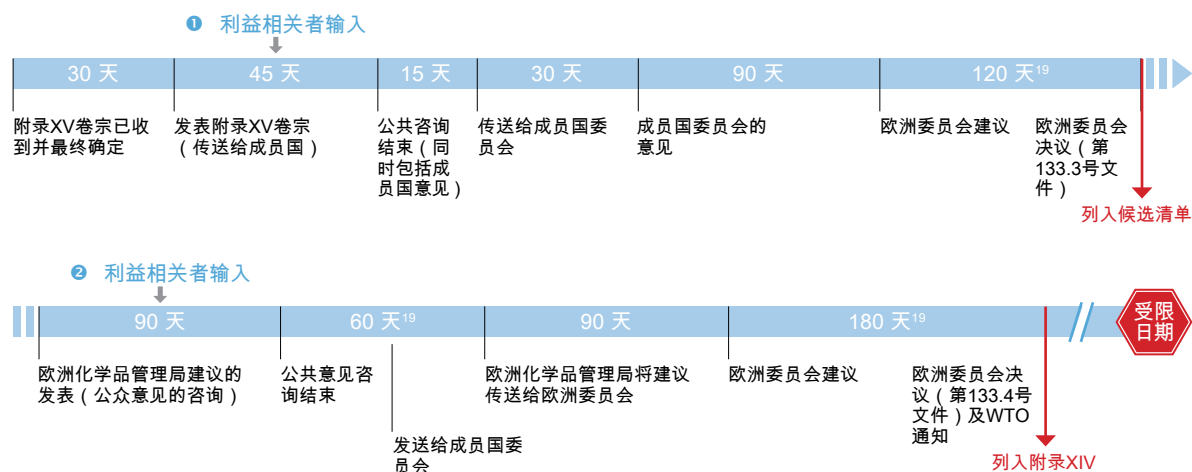 ❶ 利益相关者输入
30 天
45 天
15 天
30 天
90 天
120 天19
附录XV卷宗已收
到并最终确定
发表附录XV卷宗
（传送给成员国）
公共咨询
结束（同
时包括成
员国意见）
传送给成员国委
员会
成员国委员会的
意见
欧洲委员会建议
欧洲委员会
决议（第
133.3号文
件）
列入候选清单
❷ 利益相关者输入
90 天
60 天19
90 天
180 天19
受限
日期
欧洲化学品管理局建议的
发表（公众意见的咨询）
公共意见咨
询结束
发送给成员国委
员会
欧洲化学品管理局将建议
传送给欧洲委员会
欧洲委员会建议
欧洲委员会决
议（第133.4号
文件）及WTO
通知
列入附录XIV